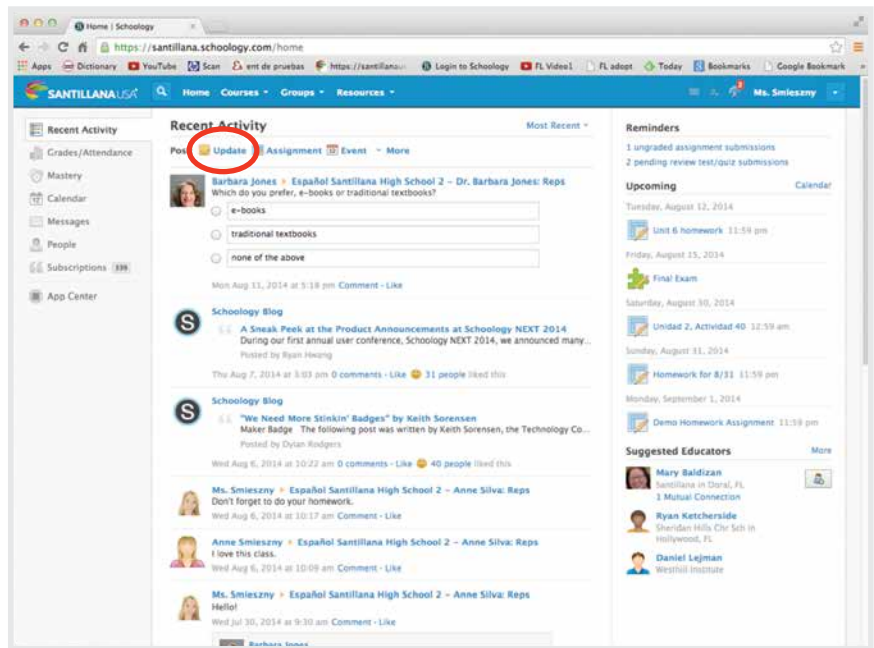 Home | Schoology
https://santillana.schoology.com/home
Apps Dictionary YouTube Scan ent de pruebas https://santillanau Login to Schoology FL Video1 FL adopt Today Bookmarks Google Bookmark »
SANTILLANA USA Home Courses Groups Resources Ms. Smieszny
Recent Activity
Grades/Attendance
Mastery
Calendar
Messages
People
Subscriptions 339
App Center
Recent Activity Most Recent
Post: Update Assignment Event More
Barbara Jones Español Santillana High School 2 – Dr. Barbara Jones: Reps
Which do you prefer, e-books or traditional textbooks?
e-books
traditional textbooks
none of the above
Mon Aug 11, 2014 at 5:18 pm Comment · Like
Schoology Blog
A Sneak Peek at the Product Announcements at Schoology NEXT 2014
During our first annual user conference, Schoology NEXT 2014, we announced many...
Posted by Ryan Hwang
Thu Aug 7, 2014 at 3:03 pm 0 comments · Like 31 people liked this
Schoology Blog
"We Need More Stinkin' Badges" by Keith Sorensen
Maker Badge The following post was written by Keith Sorensen, the Technology Co...
Posted by Dylan Rodgers
Wed Aug 6, 2014 at 10:22 am 0 comments · Like 40 people liked this
Ms. Smieszny Español Santillana High School 2 – Anne Silva: Reps
Don't forget to do your homework.
Wed Aug 6, 2014 at 10:17 am Comment · Like
Anne Smieszny Español Santillana High School 2 – Anne Silva: Reps
I love this class.
Wed Aug 6, 2014 at 10:09 am Comment · Like
Ms. Smieszny Español Santillana High School 2 – Anne Silva: Reps
Hello!
Wed Jul 30, 2014 at 9:30 am Comment · Like
Barbara Jones
Reminders
1 ungraded assignment submissions
2 pending review test/quiz submissions
Upcoming Calendar
Tuesday, August 12, 2014
Unit 6 homework 11:59 pm
Friday, August 15, 2014
Final Exam
Saturday, August 30, 2014
Unidad 2, Actividad 40 12:59 am
Sunday, August 31, 2014
Homework for 8/31 11:59 pm
Monday, September 1, 2014
Demo Homework Assignment 11:59 pm
Suggested Educators More
Mary Baldizan
Santillana in Doral, FL
1 Mutual Connection
Ryan Ketcherside
Sheridan Hills Chr Sch in
Hollywood, FL
Daniel Lejman
Westhill Institute